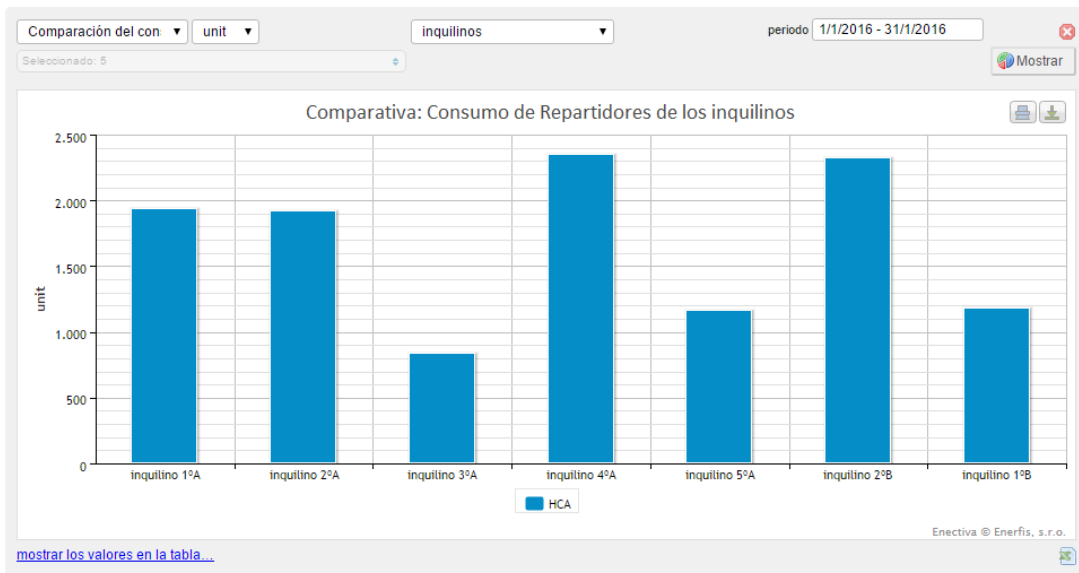 Comparación del con: unit inquilinos periodo 1/1/2016 - 31/1/2016
Seleccionado: 5 Mostrar
Comparativa: Consumo de Repartidores de los inquilinos
2.500
2.000
1.500
1.000
500
0
unit
inquilino 1ºA inquilino 2ºA inquilino 3ºA inquilino 4ºA inquilino 5ºA inquilino 2ºB inquilino 1ºB
HCA
Enectiva © Enerfis, s.r.o.
mostrar los valores en la tabla...